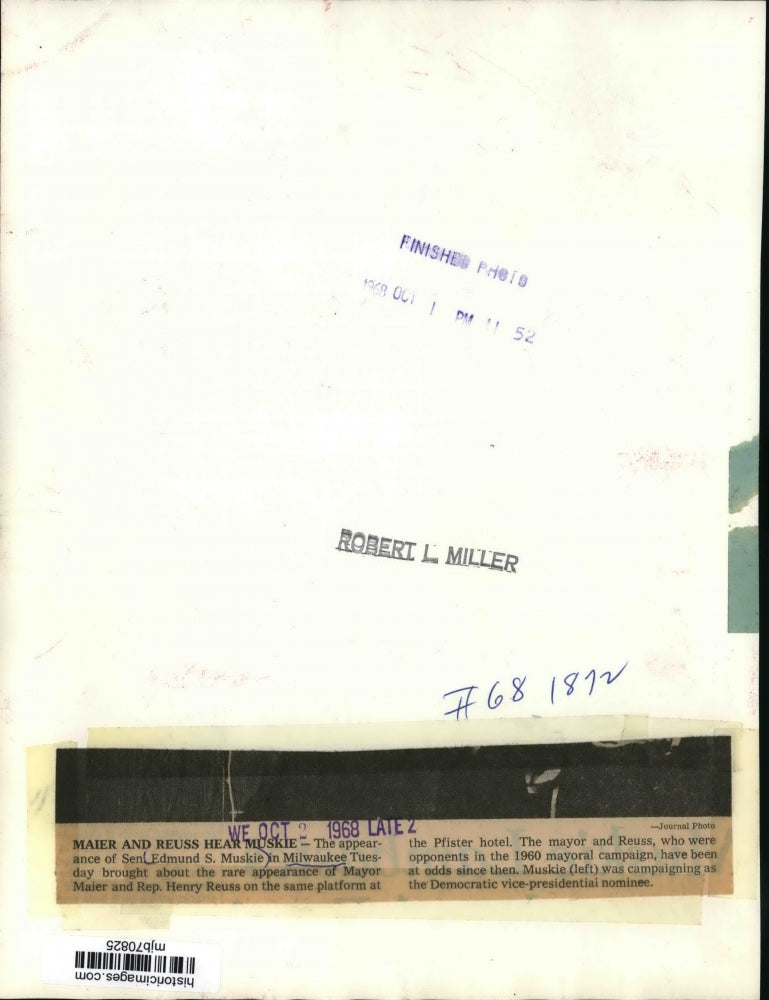 FINISHED PHOTO
1968 OCT 1 PM 11 52
ROBERT L. MILLER
#68 1872
WE OCT 2 1968 LATE 2
—Journal Photo
MAIER AND REUSS HEAR MUSKIE — The appear-
ance of Sen. Edmund S. Muskie in Milwaukee Tues-
day brought about the rare appearance of Mayor
Maier and Rep. Henry Reuss on the same platform at
the Pfister hotel. The mayor and Reuss, who were
opponents in the 1960 mayoral campaign, have been
at odds since then. Muskie (left) was campaigning as
the Democratic vice-presidential nominee.
historicimages.com
mjb70825